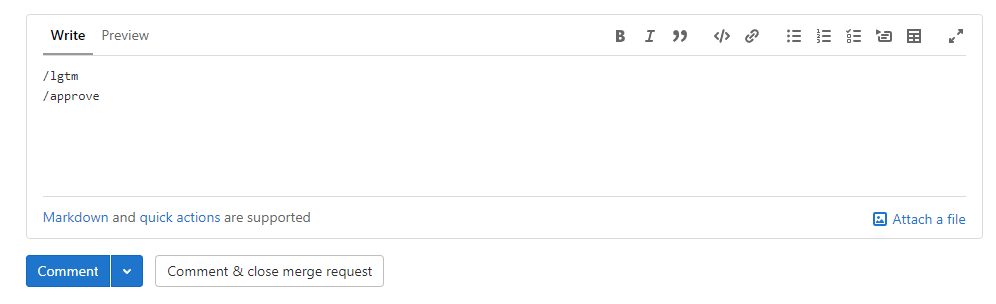 Write Preview
/lgtm
/approve
Markdown and quick actions are supported
Attach a file
Comment
Comment & close merge request